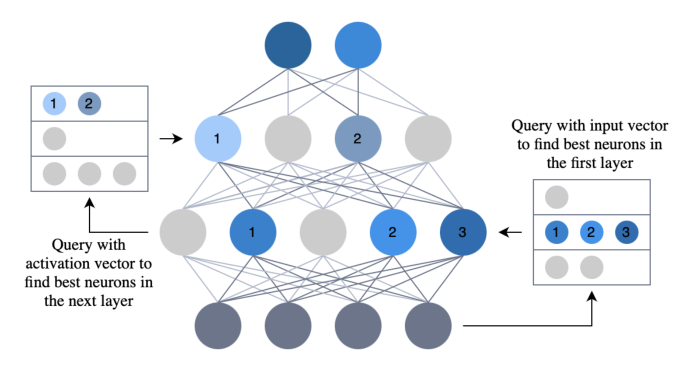 1 2
1 2
Query with input vector
to find best neurons in
the first layer
1 2 3
1 2 3
Query with
activation vector to
find best neurons in
the next layer